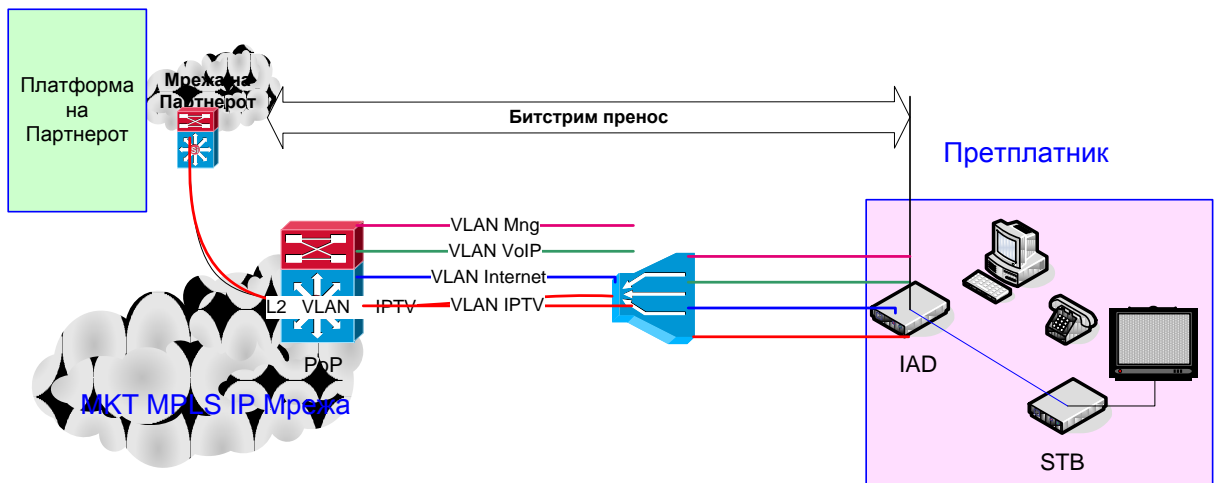 Платформа
на
Партнерот
Мрежа на
Партнерот
Битстрим пренос
Претплатник
VLAN Mng
VLAN VoIP
VLAN Internet
L2 VLAN IPTV
VLAN IPTV
PoP
MKT MPLS IP Мрежа
IAD
STB